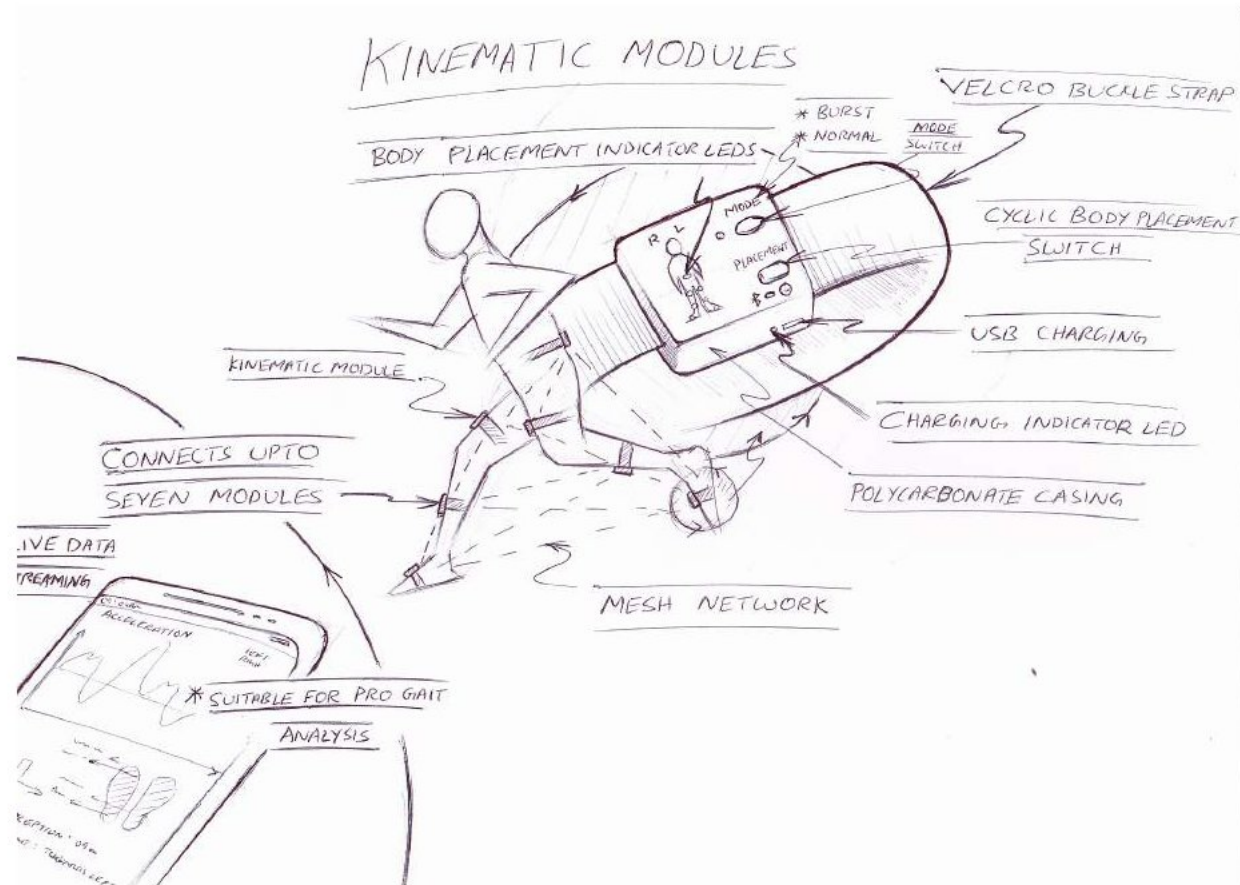 KINEMATIC MODULES
VELCRO BUCKLE STRAP
* BURST
* NORMAL
MODE
SWITCH
BODY PLACEMENT INDICATOR LEDS
MODE
R L
PLACEMENT
CYCLIC BODY PLACEMENT
SWITCH
USB CHARGING
KINEMATIC MODULE
CHARGING INDICATOR LED
CONNECTS UPTO
SEVEN MODULES
POLYCARBONATE CASING
LIVE DATA
STREAMING
MESH NETWORK
ACCELERATION
* SUITABLE FOR PRO GAIT
ANALYSIS